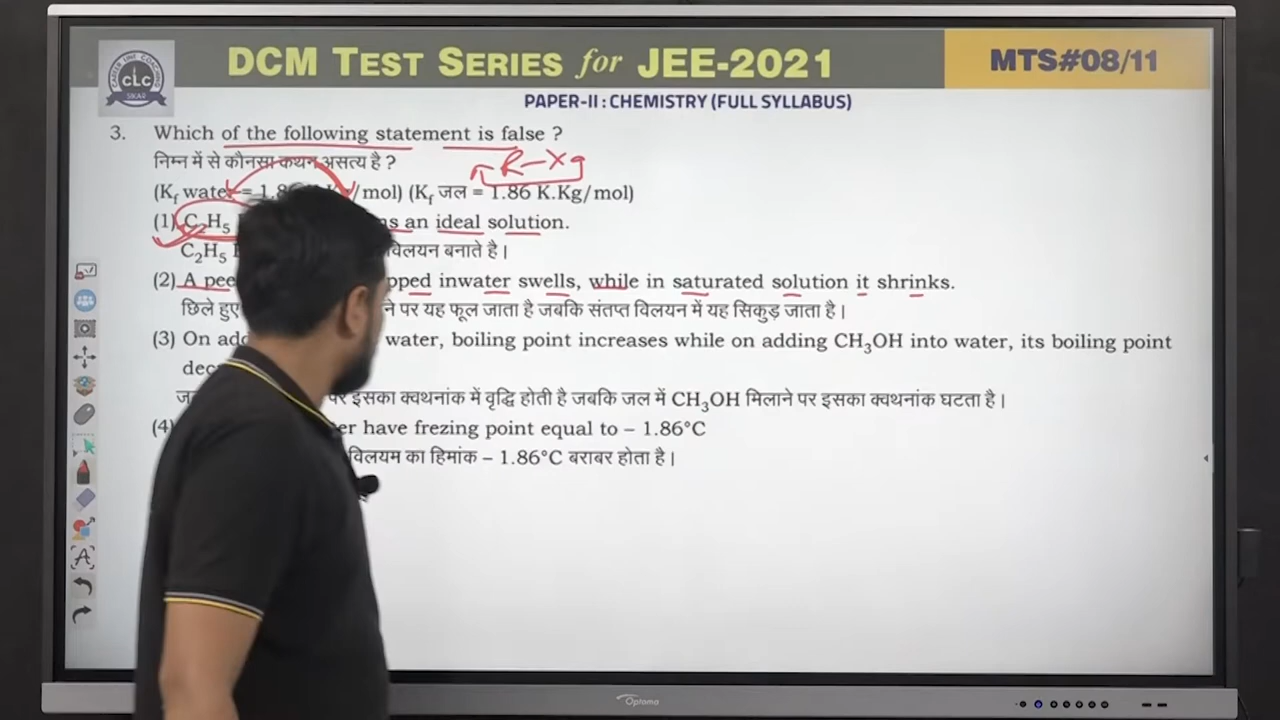 DCM TEST SERIES for JEE-2021
MTS#08/11
CLC
SIKAR
PAPER-II : CHEMISTRY (FULL SYLLABUS)
3. Which of the following statement is false ?
निम्न में से कौनसा कथन असत्य है ?
R-X
(Kf water = 1.8 /mol) (Kf जल = 1.86 K.Kg/mol)
(1) C2H5 an ideal solution.
C2H5 विलयन बनाते है।
(2) A pee pped inwater swells, while in saturated solution it shrinks.
छिले हुए ने पर यह फूल जाता है जबकि संतप्त विलयन में यह सिकुड़ जाता है।
(3) On add water, boiling point increases while on adding CH3OH into water, its boiling point
dec
पर इसका क्वथनांक में वृद्धि होती है जबकि जल में CH3OH मिलाने पर इसका क्वथनांक घटता है।
(4) er have frezing point equal to – 1.86°C
विलयम का हिमांक – 1.86°C बराबर होता है।
Optoma